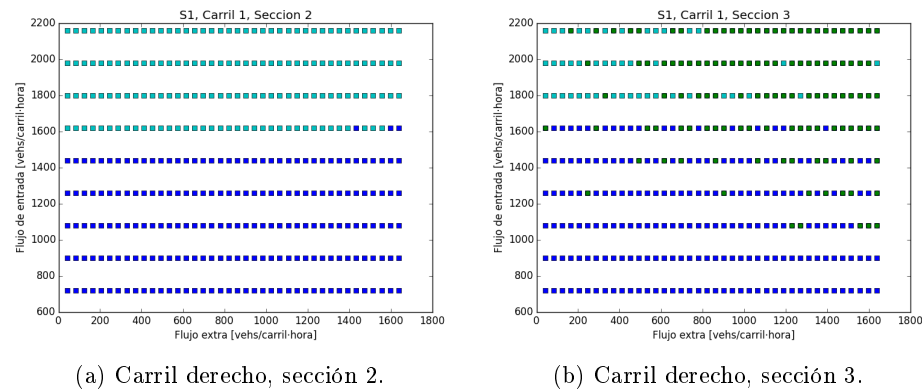 S1, Carril 1, Seccion 2
2200
2000
1800
1600
1400
1200
1000
800
600
Flujo de entrada [vehs/carril·hora]
0 200 400 600 800 1000 1200 1400 1600 1800
Flujo extra [vehs/carril·hora]
(a) Carril derecho, sección 2.
S1, Carril 1, Seccion 3
2200
2000
1800
1600
1400
1200
1000
800
600
Flujo de entrada [vehs/carril·hora]
0 200 400 600 800 1000 1200 1400 1600 1800
Flujo extra [vehs/carril·hora]
(b) Carril derecho, sección 3.